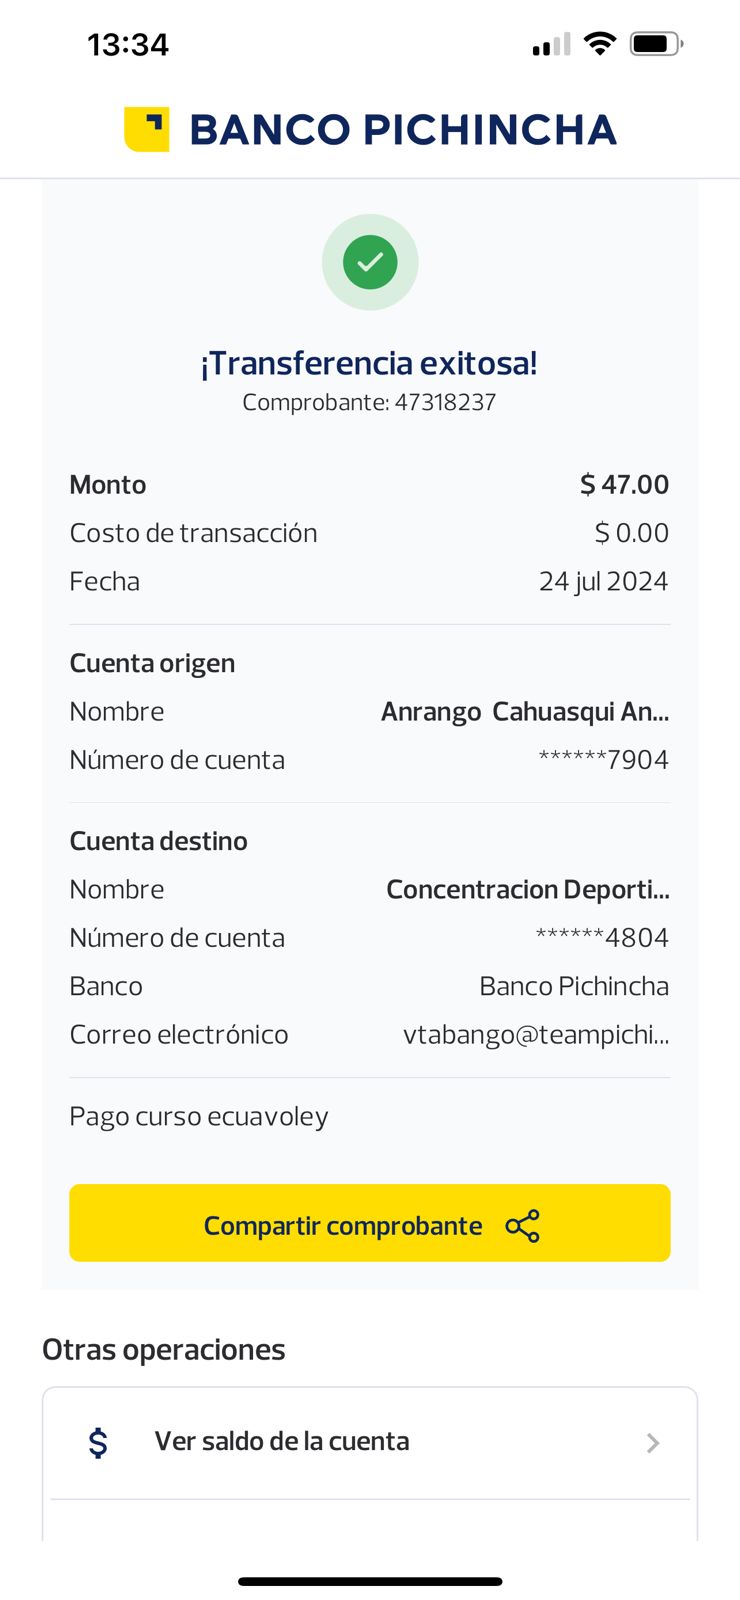 13:34
BANCO PICHINCHA
¡Transferencia exitosa!
Comprobante: 47318237
Monto $ 47.00
Costo de transacción $ 0.00
Fecha 24 jul 2024
Cuenta origen
Nombre Anrango Cahuasqui An...
Número de cuenta ******7904
Cuenta destino
Nombre Concentracion Deporti...
Número de cuenta ******4804
Banco Banco Pichincha
Correo electrónico vtabango@teampichi...
Pago curso ecuavoley
Compartir comprobante
Otras operaciones
$ Ver saldo de la cuenta